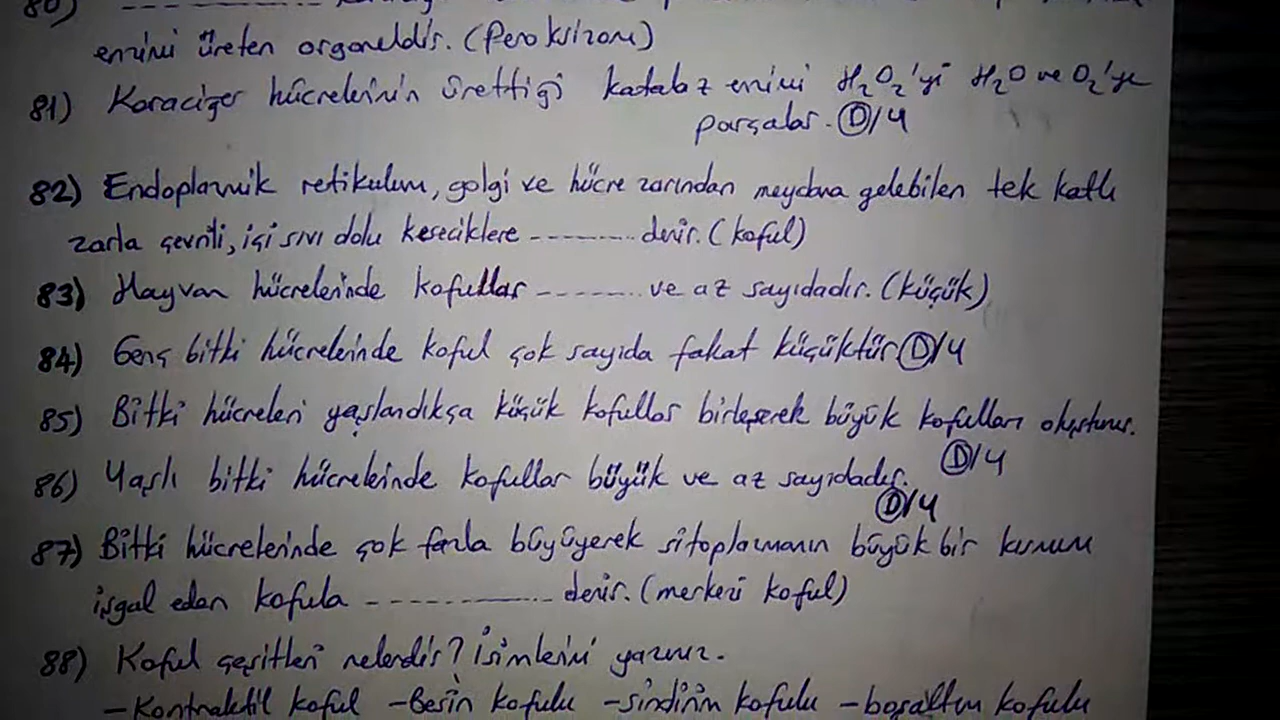 80) ----------
enzimi üreten organeldir. (Peroksizom)
81) Karaciğer hücrelerinin ürettiği katalaz enzimi H₂O₂'yi H₂O ve O₂'ye
parçalar. D/Y
82) Endoplazmik retikulum, golgi ve hücre zarından meydana gelebilen tek katlı
zarla çevrili, içi sıvı dolu keseciklere --------- denir. (koful)
83) Hayvan hücrelerinde kofullar -------- ve az sayıdadır. (küçük)
84) Genç bitki hücrelerinde koful çok sayıda fakat küçüktür D/Y
85) Bitki hücreleri yaşlandıkça küçük kofullar birleşerek büyük kofulları oluşturur.
D/Y
86) Yaşlı bitki hücrelerinde kofullar büyük ve az sayıdadır.
D/Y
87) Bitki hücrelerinde çok fazla büyüyerek sitoplazmanın büyük bir kısmını
işgal eden kofula ------------- denir. (merkezi koful)
88) Koful çeşitleri nelerdir? İsimlerini yazınız.
-Kontraktil koful -Besin kofulu -sindirim kofulu -boşaltım kofulu